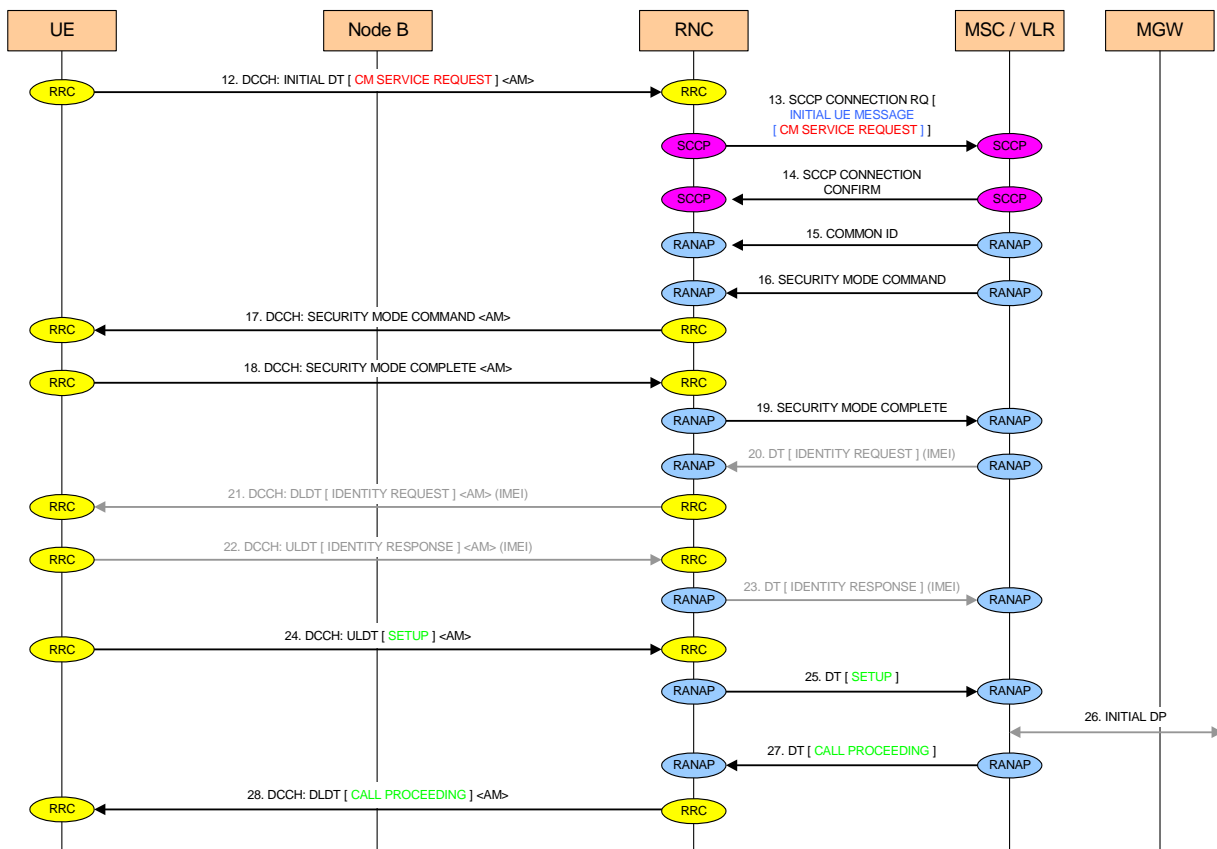 UE
Node B
RNC
MSC / VLR
MGW
12. DCCH: INITIAL DT [ CM SERVICE REQUEST ] <AM>
RRC
RRC
13. SCCP CONNECTION RQ [
INITIAL UE MESSAGE
[ CM SERVICE REQUEST ] ]
SCCP
SCCP
14. SCCP CONNECTION
CONFIRM
SCCP
SCCP
15. COMMON ID
RANAP
RANAP
16. SECURITY MODE COMMAND
RANAP
RANAP
17. DCCH: SECURITY MODE COMMAND <AM>
RRC
RRC
18. DCCH: SECURITY MODE COMPLETE <AM>
RRC
RRC
19. SECURITY MODE COMPLETE
RANAP
RANAP
20. DT [ IDENTITY REQUEST ] (IMEI)
RANAP
RANAP
21. DCCH: DLDT [ IDENTITY REQUEST ] <AM> (IMEI)
RRC
RRC
22. DCCH: ULDT [ IDENTITY RESPONSE ] <AM> (IMEI)
RRC
RRC
23. DT [ IDENTITY RESPONSE ] (IMEI)
RANAP
RANAP
24. DCCH: ULDT [ SETUP ] <AM>
RRC
RRC
25. DT [ SETUP ]
RANAP
RANAP
26. INITIAL DP
27. DT [ CALL PROCEEDING ]
RANAP
RANAP
28. DCCH: DLDT [ CALL PROCEEDING ] <AM>
RRC
RRC